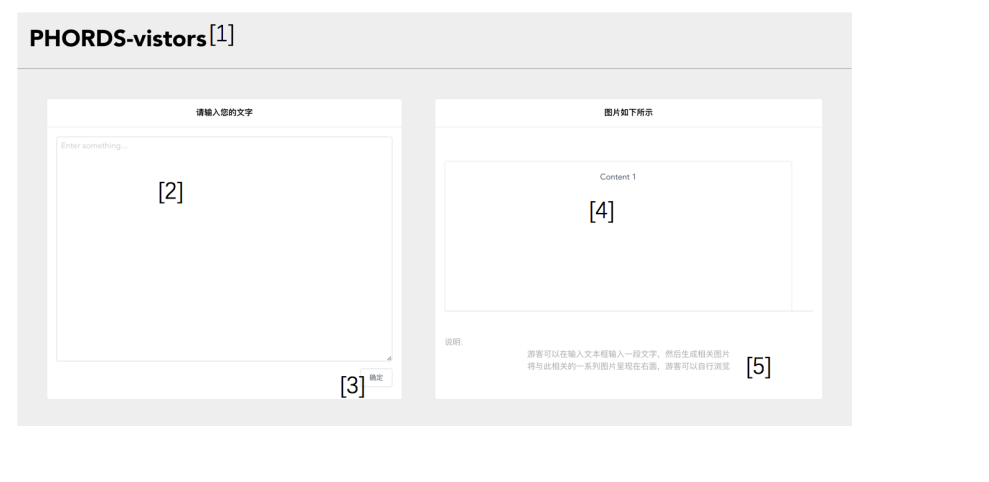 PHORDS-vistors[1]
请输入您的文字
Enter something...
[2]
[3] 确定
图片如下所示
Content 1
[4]
说明:
游客可以在输入文本框输入一段文字，然后生成相关图片
将与此相关的一系列图片呈现在右面，游客可以自行浏览
[5]